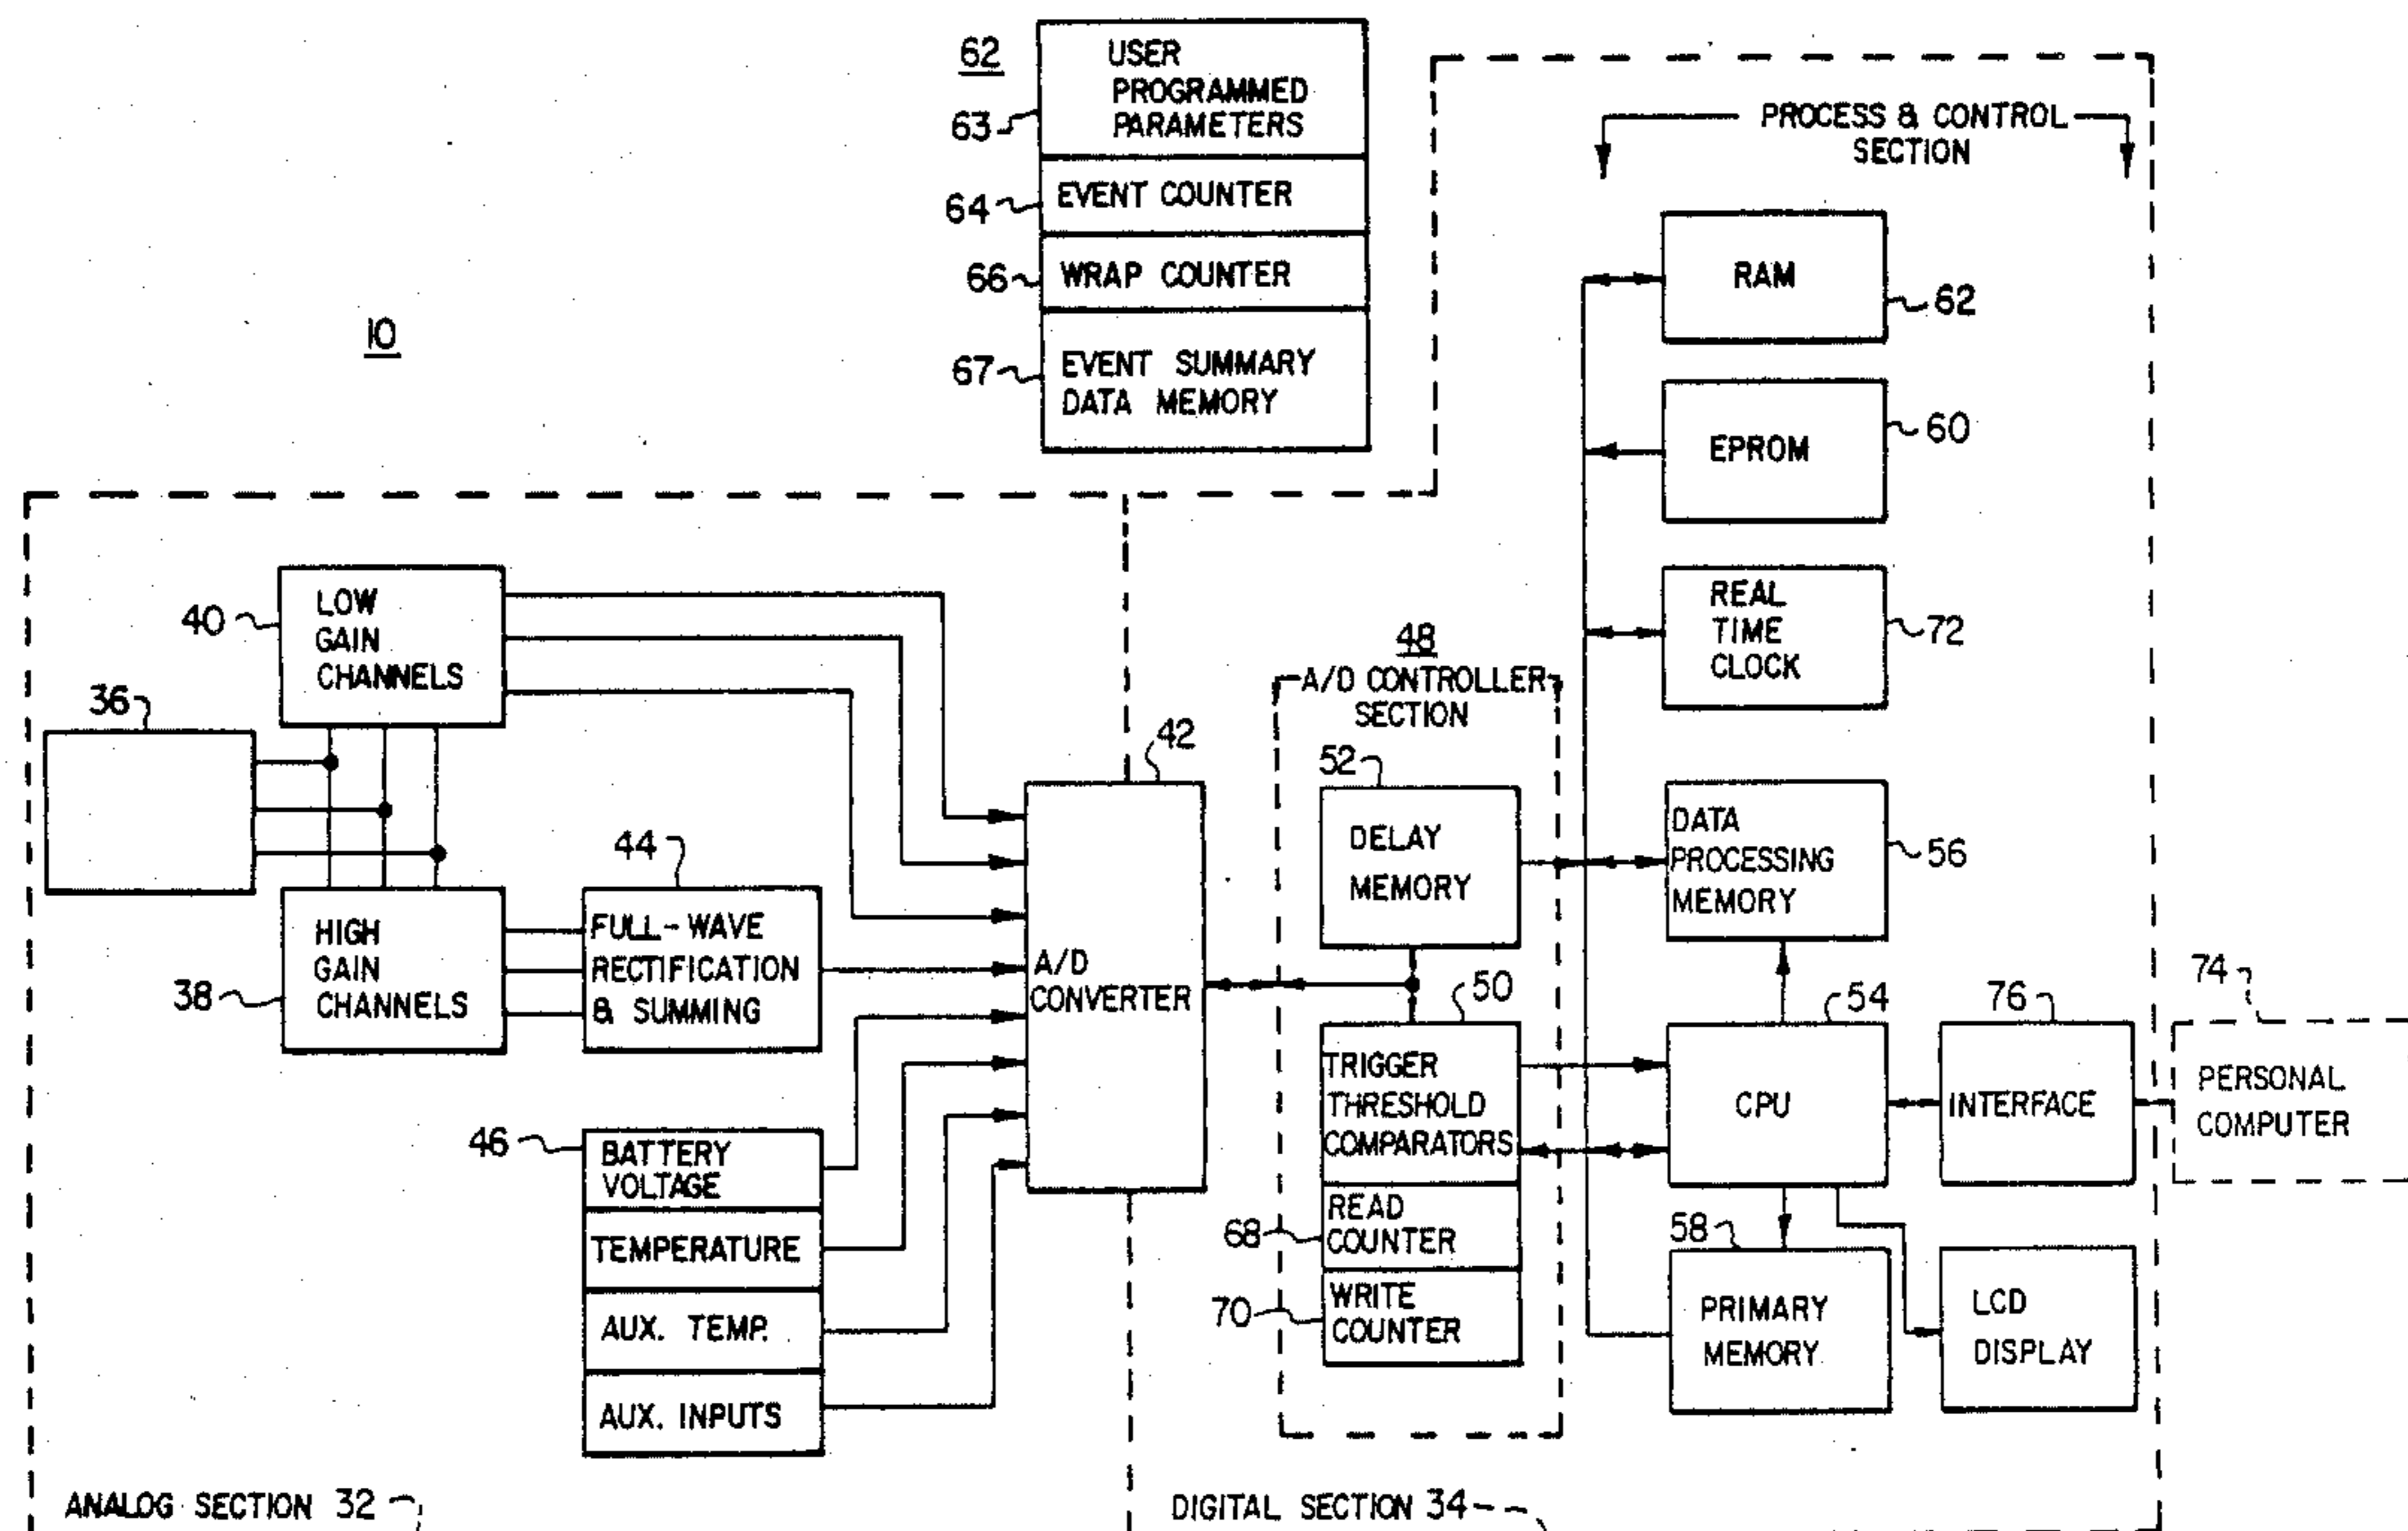 62
USER
PROGRAMMED
PARAMETERS
63
EVENT COUNTER
64
WRAP COUNTER
66
EVENT SUMMARY
DATA MEMORY
67
10
PROCESS & CONTROL
SECTION
RAM
62
EPROM
60
REAL
TIME
CLOCK
72
LOW
GAIN
CHANNELS
40
36
HIGH
GAIN
CHANNELS
38
44
FULL-WAVE
RECTIFICATION
& SUMMING
46
BATTERY
VOLTAGE
TEMPERATURE
AUX. TEMP.
AUX. INPUTS
42
A/D
CONVERTER
48
A/D CONTROLLER
SECTION
52
DELAY
MEMORY
50
TRIGGER
THRESHOLD
COMPARATORS
68
READ
COUNTER
70
WRITE
COUNTER
DATA
PROCESSING
MEMORY
56
54
CPU
76
INTERFACE
74
PERSONAL
COMPUTER
58
PRIMARY
MEMORY
LCD
DISPLAY
ANALOG SECTION 32
DIGITAL SECTION 34